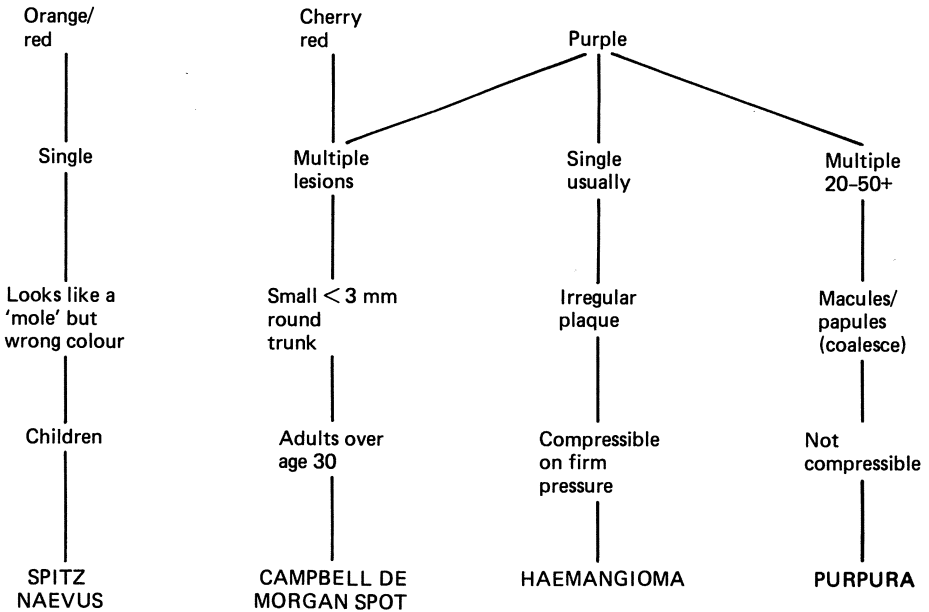 Orange/
red
Cherry
red
Purple
Single
Multiple
lesions
Single
usually
Multiple
20–50+
Looks like a
'mole' but
wrong colour
Small < 3 mm
round
trunk
Irregular
plaque
Macules/
papules
(coalesce)
Children
Adults over
age 30
Compressible
on firm
pressure
Not
compressible
SPITZ
NAEVUS
CAMPBELL DE
MORGAN SPOT
HAEMANGIOMA
PURPURA